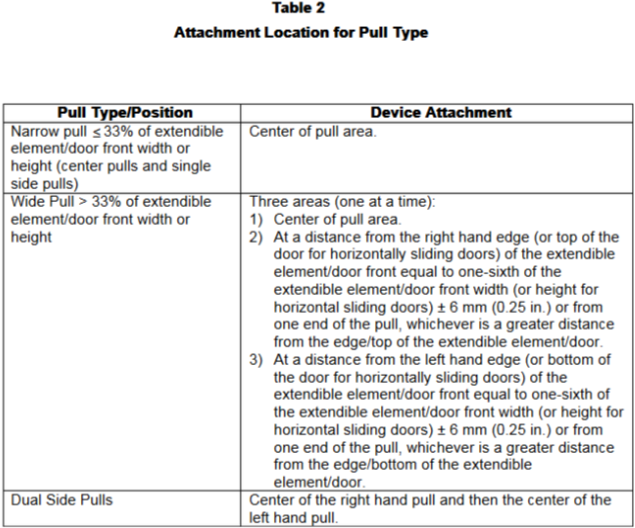 Table 2
Attachment Location for Pull Type
Pull Type/Position
Device Attachment
Narrow pull ≤ 33% of extendible
element/door front width or
height (center pulls and single
side pulls)
Center of pull area.
Wide Pull > 33% of extendible
element/door front width or
height
Three areas (one at a time):
1) Center of pull area.
2) At a distance from the right hand edge (or top of the
door for horizontally sliding doors) of the extendible
element/door front equal to one-sixth of the
extendible element/door front width (or height for
horizontal sliding doors) ± 6 mm (0.25 in.) or from
one end of the pull, whichever is a greater distance
from the edge/top of the extendible element/door.
3) At a distance from the left hand edge (or bottom of
the door for horizontally sliding doors) of the
extendible element/door front equal to one-sixth of
the extendible element/door front width (or height for
horizontal sliding doors) ± 6 mm (0.25 in.) or from
one end of the pull, whichever is a greater distance
from the edge/bottom of the extendible
element/door.
Dual Side Pulls
Center of the right hand pull and then the center of the
left hand pull.